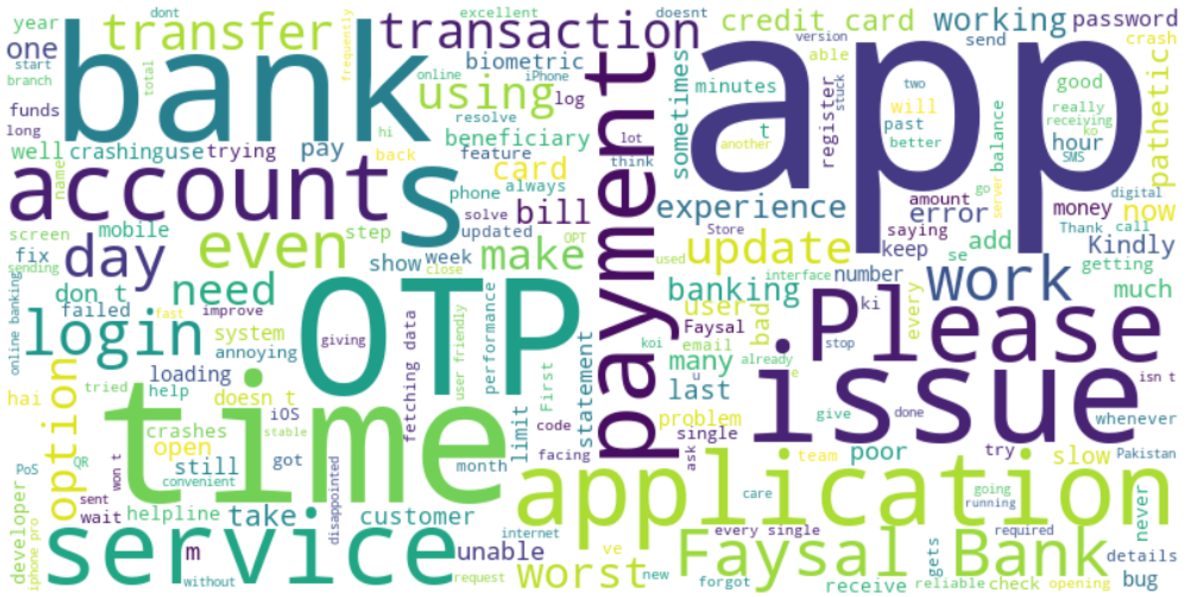 year
dont
transfer
transaction
excellent
credit card
working
password
one
start
branch
bank
total
frequently
biometric
online
iPhone
app
version
able
send
crash
funds
long
using
log
resolve
sometimes
minutes
t
register
stuck
will
past
better
two
good
really
receiving
ko
SMS
hour
balance
pathetic
well
crashing
use
trying
pay
hi
back
beneficiary
feature
card
lot
think
another
payment
name
accounts
s
phone
always
solve
updated
bill
experience
amount
error
saying
go
server
money
digital
now
screen
mobile
day
even
step
OPT
make
Store
update
keep
add
se
Thank
call
Kindly
fix
sending
show
week
close
used
interface
number
work
getting
much
online banking
don t
need
OTP
giving
banking
user
Faysal
bad
ki
every
Please
failed
fast
improve
system
user friendly
performance
email
koi
already
stop
e
login
annoying
many
u
issue
isn t
option
loading
tried
help
doesn t
iOS
stable
fetching data
First
limit
statement
last
problem
single
give
done
whenever
hai
time
crashes
open
code
facing
ask
team
poor
try
slow
Pakistan
PoS
QR
won t
still
convenient
got
month
application
care
going
running
never
sent
wait
helpline
take
disappointed
customer
internet
every single
required
developer
iphone pro
service
m
without
unable
request
worst
ve
new
forgot
Faysal Bank
receive
gets
reliable
check
opening
details
bug